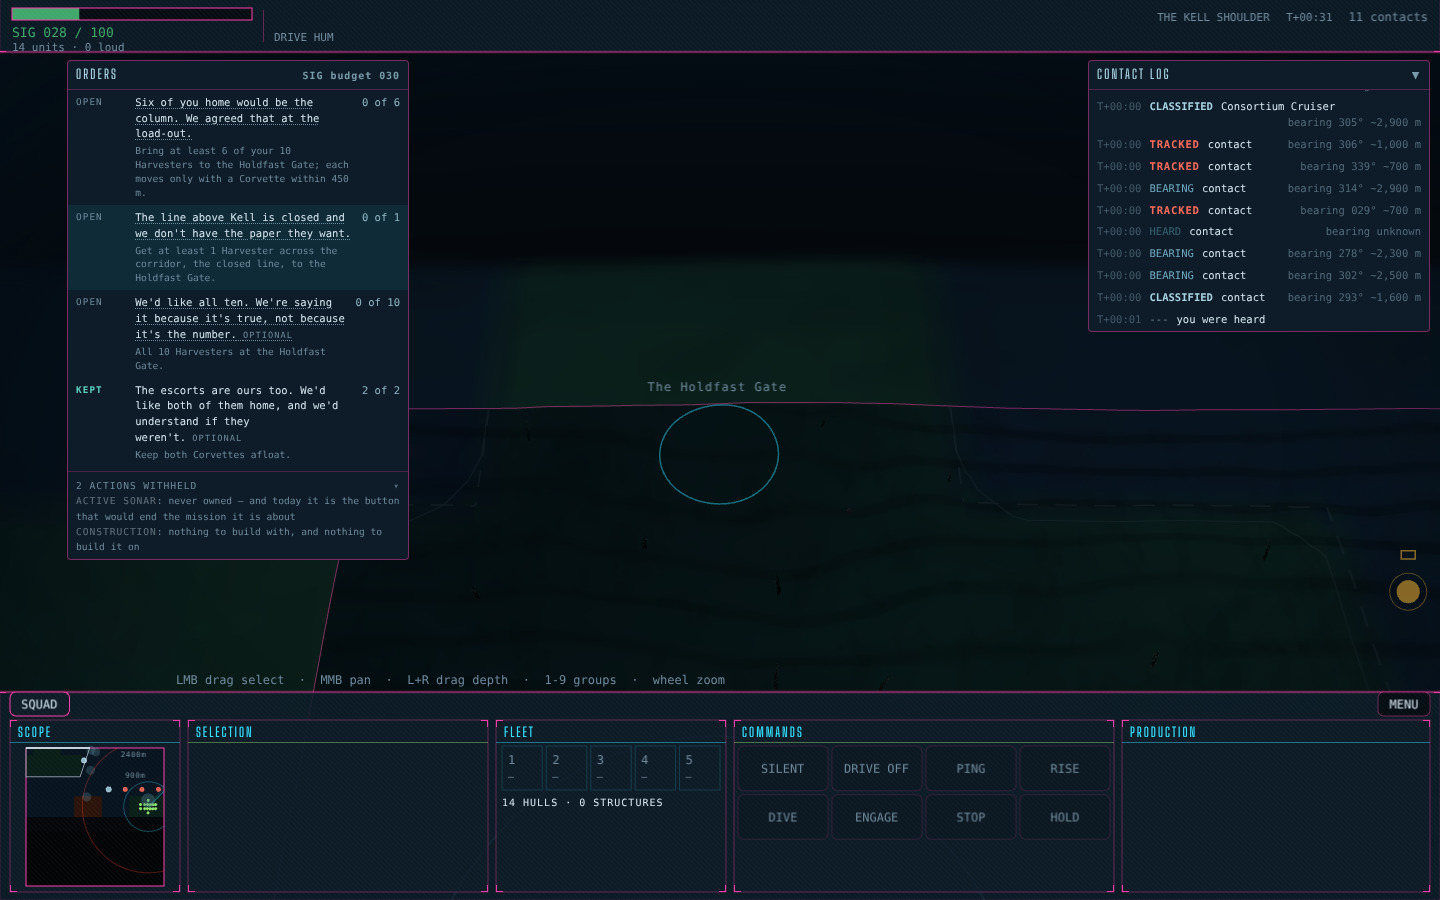 SIG 028 / 100
14 units · 0 loud
DRIVE HUM
THE KELL SHOULDER T+00:31 11 contacts
ORDERS SIG budget 030
OPEN Six of you home would be the 0 of 6
column. We agreed that at the
load-out.
Bring at least 6 of your 10
Harvesters to the Holdfast Gate; each
moves only with a Corvette within 450
m.
OPEN The line above Kell is closed and 0 of 1
we don't have the paper they want.
Get at least 1 Harvester across the
corridor, the closed line, to the
Holdfast Gate.
OPEN We'd like all ten. We're saying 0 of 10
it because it's true, not because
it's the number. OPTIONAL
All 10 Harvesters at the Holdfast
Gate.
KEPT The escorts are ours too. We'd 2 of 2
like both of them home, and we'd
understand if they
weren't. OPTIONAL
Keep both Corvettes afloat.
2 ACTIONS WITHHELD ▾
ACTIVE SONAR: never owned — and today it is the button
that would end the mission it is about
CONSTRUCTION: nothing to build with, and nothing to
build it on
CONTACT LOG ▼
T+00:00 CLASSIFIED Consortium Cruiser
bearing 305° ~2,900 m
T+00:00 TRACKED contact bearing 306° ~1,000 m
T+00:00 TRACKED contact bearing 339° ~700 m
T+00:00 BEARING contact bearing 314° ~2,900 m
T+00:00 TRACKED contact bearing 029° ~700 m
T+00:00 HEARD contact bearing unknown
T+00:00 BEARING contact bearing 278° ~2,300 m
T+00:00 BEARING contact bearing 302° ~2,500 m
T+00:00 CLASSIFIED contact bearing 293° ~1,600 m
T+00:01 --- you were heard
The Holdfast Gate
LMB drag select · MMB pan · L+R drag depth · 1-9 groups · wheel zoom
SQUAD
MENU
SCOPE
2400m
900m
SELECTION
FLEET
1 2 3 4 5
– – – – –
14 HULLS · 0 STRUCTURES
COMMANDS
SILENT DRIVE OFF PING RISE
DIVE ENGAGE STOP HOLD
PRODUCTION